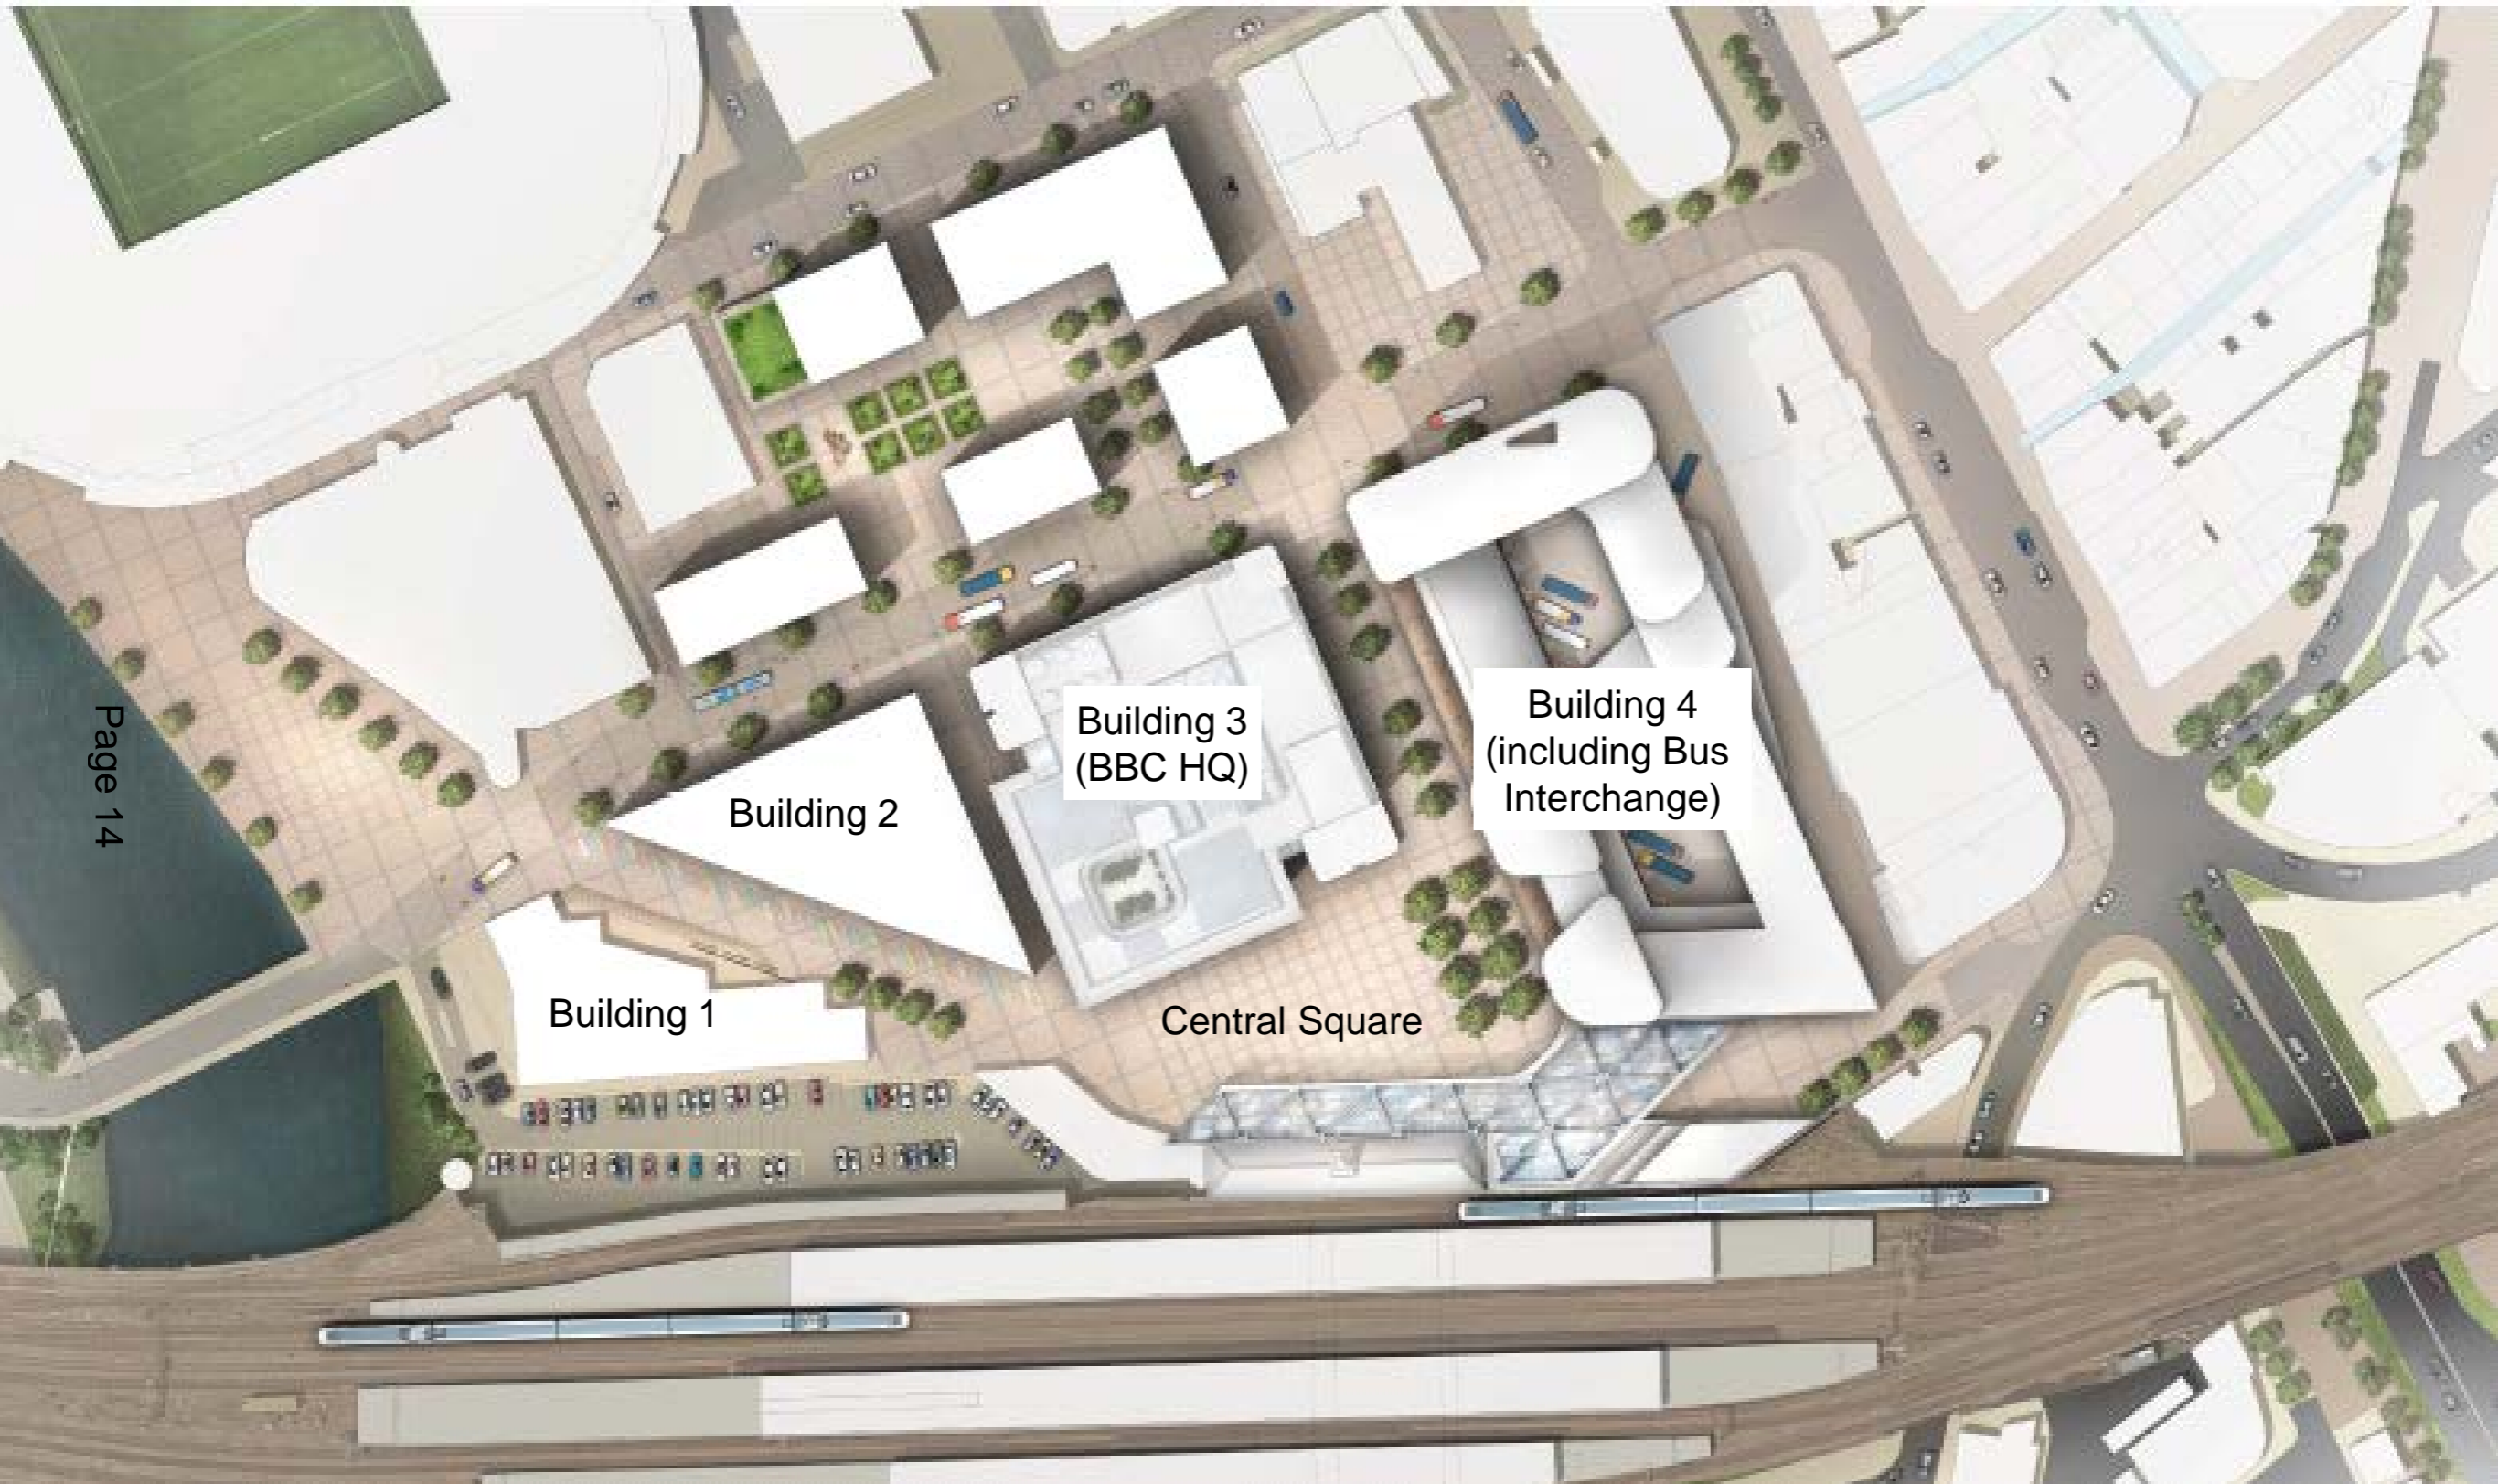 Page 14
Building 3
(BBC HQ)
Building 4
(including Bus
Interchange)
Building 2
Building 1
Central Square